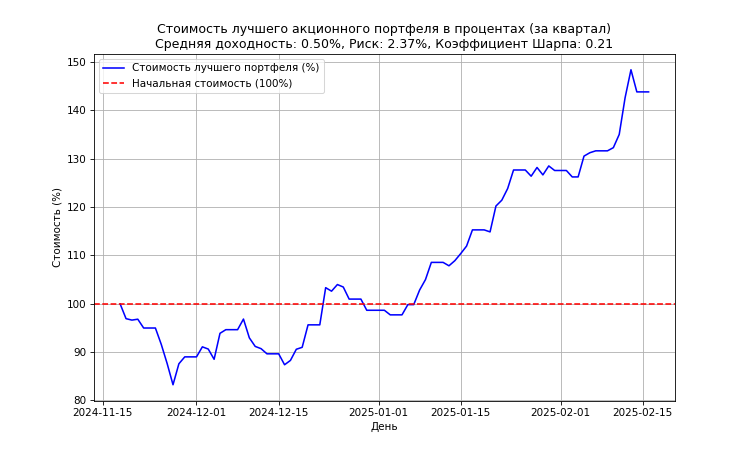 Стоимость лучшего акционного портфеля в процентах (за квартал)
Средняя доходность: 0.50%, Риск: 2.37%, Коэффициент Шарпа: 0.21
Стоимость лучшего портфеля (%)
Начальная стоимость (100%)
Стоимость (%)
150
140
130
120
110
100
90
80
2024-11-15
2024-12-01
2024-12-15
2025-01-01
2025-01-15
2025-02-01
2025-02-15
День